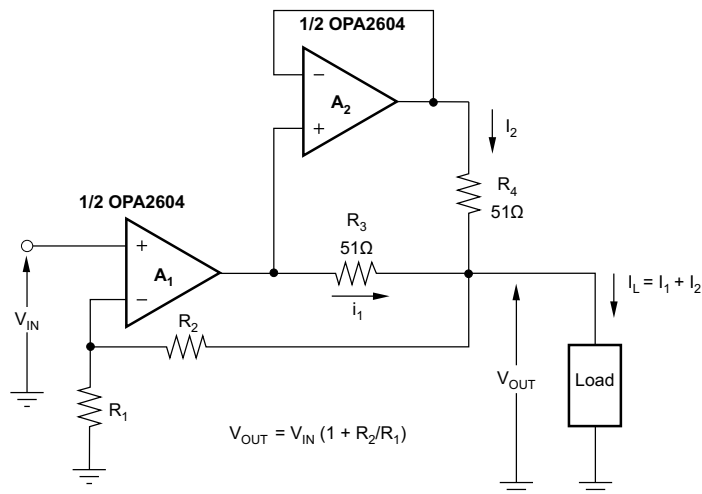 1/2 OPA2604
−
A2
+
I2
R4
51Ω
1/2 OPA2604
R3
51Ω
+
A1
−
i1
IL = I1 + I2
VIN
R2
VOUT
Load
R1
VOUT = VIN (1 + R2/R1)